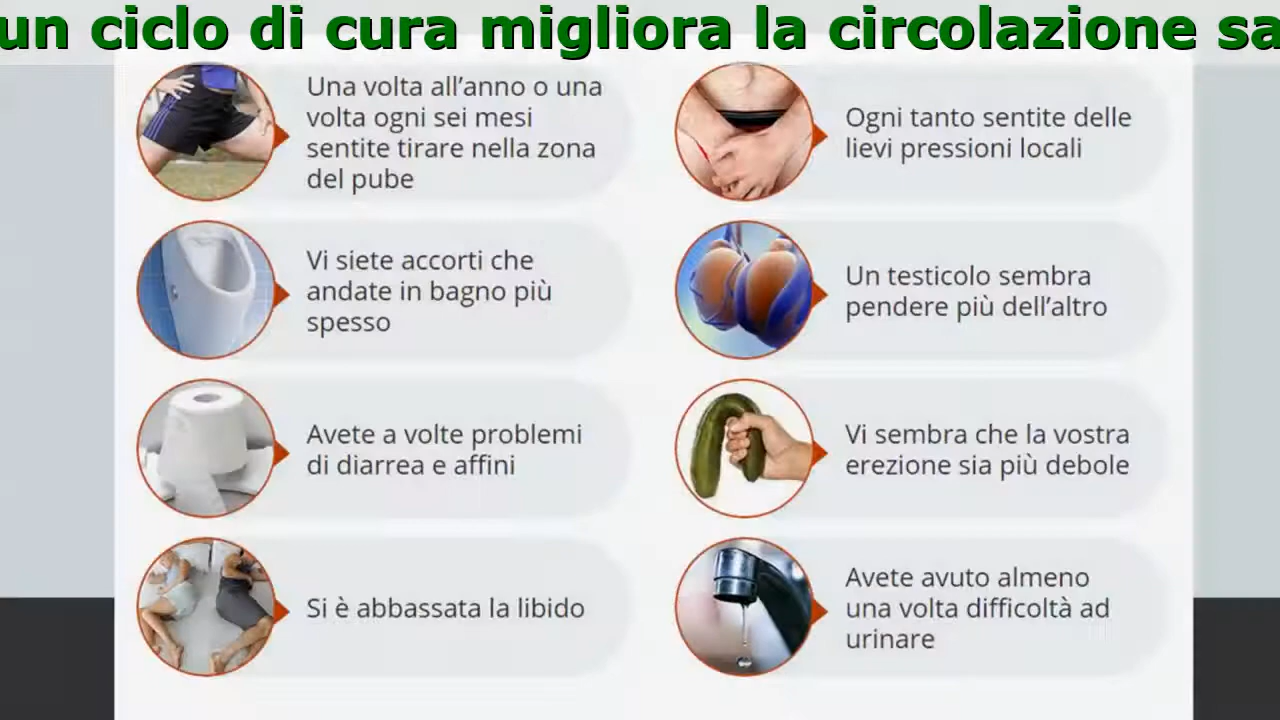 un ciclo di cura migliora la circolazione sa
Una volta all’anno o una
volta ogni sei mesi
sentite tirare nella zona
del pube
Ogni tanto sentite delle
lievi pressioni locali
Vi siete accorti che
andate in bagno più
spesso
Un testicolo sembra
pendere più dell’altro
Avete a volte problemi
di diarrea e affini
Vi sembra che la vostra
erezione sia più debole
Si è abbassata la libido
Avete avuto almeno
una volta difficoltà ad
urinare